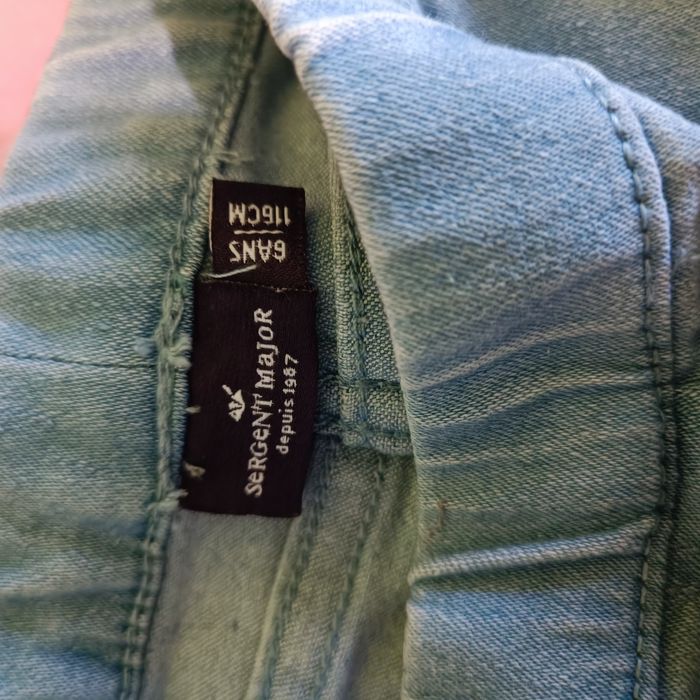 SeRGeNT MaJoR
depuis 1987
6ANS
116CM